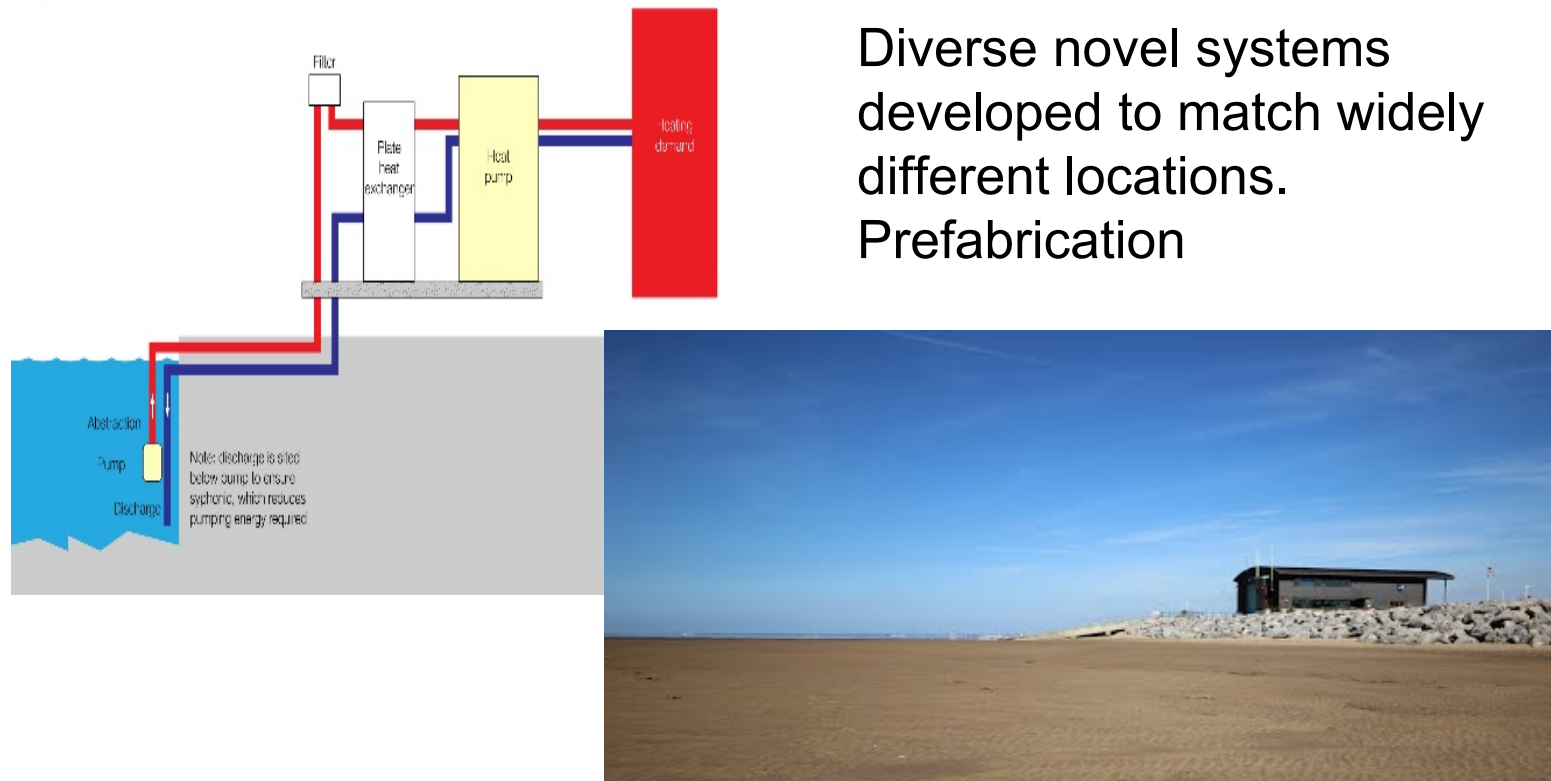 Filter
Plate
heat
exchanger
Heat
pump
Heating
demand
Diverse novel systems
developed to match widely
different locations.
Prefabrication
Abstraction
Pump
Discharge
Note: discharge is sited
below pump to ensure
syphonic, which reduces
pumping energy required